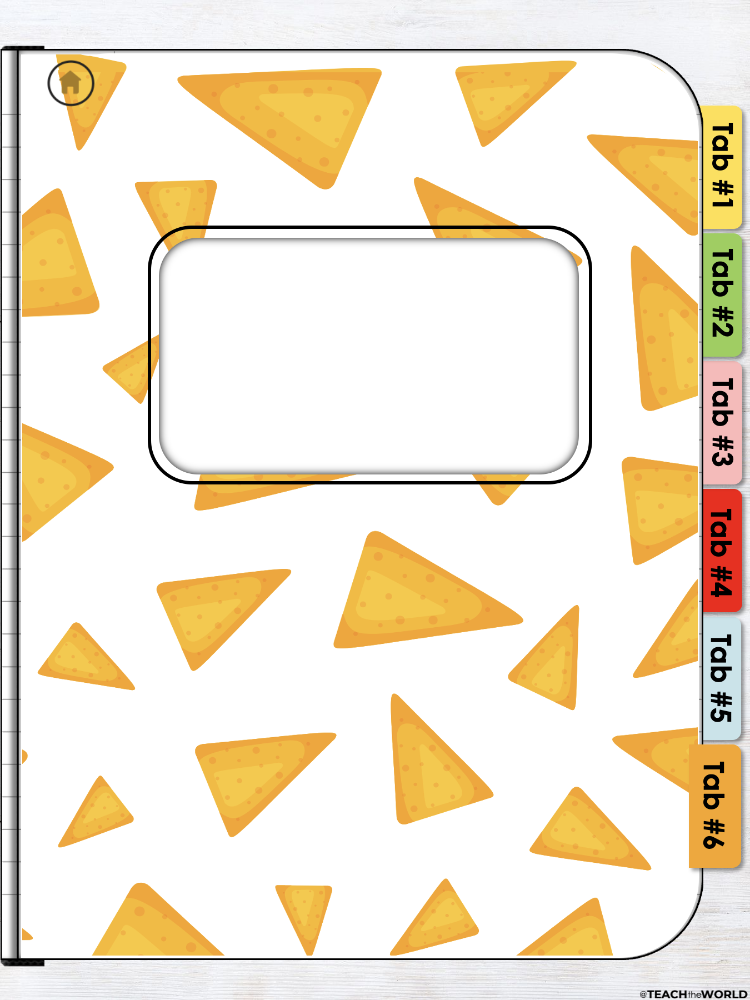 Tab #1
Tab #2
Tab #3
Tab #4
Tab #5
Tab #6
@TEACHtheWORLD